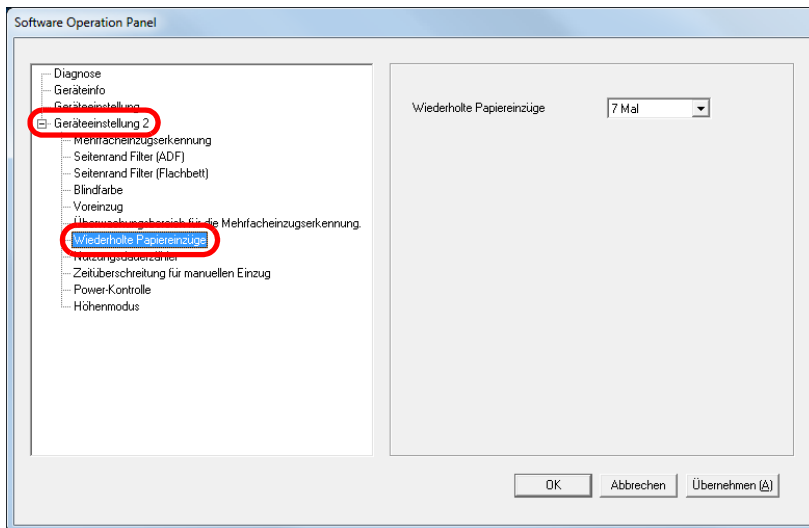 Software Operation Panel
Diagnose
Geräteinfo
Geräteeinstellung
Geräteeinstellung 2
Mehrfacheinzugserkennung
Seitenrand Filter (ADF)
Seitenrand Filter (Flachbett)
Blindfarbe
Voreinzug
Überwachungsbereich für die Mehrfacheinzugserkennung.
Wiederholte Papiereinzüge
Nutzungsdauerzähler
Zeitüberschreitung für manuellen Einzug
Power-Kontrolle
Höhenmodus
Wiederholte Papiereinzüge 7 Mal
OK Abbrechen Übernehmen (A)